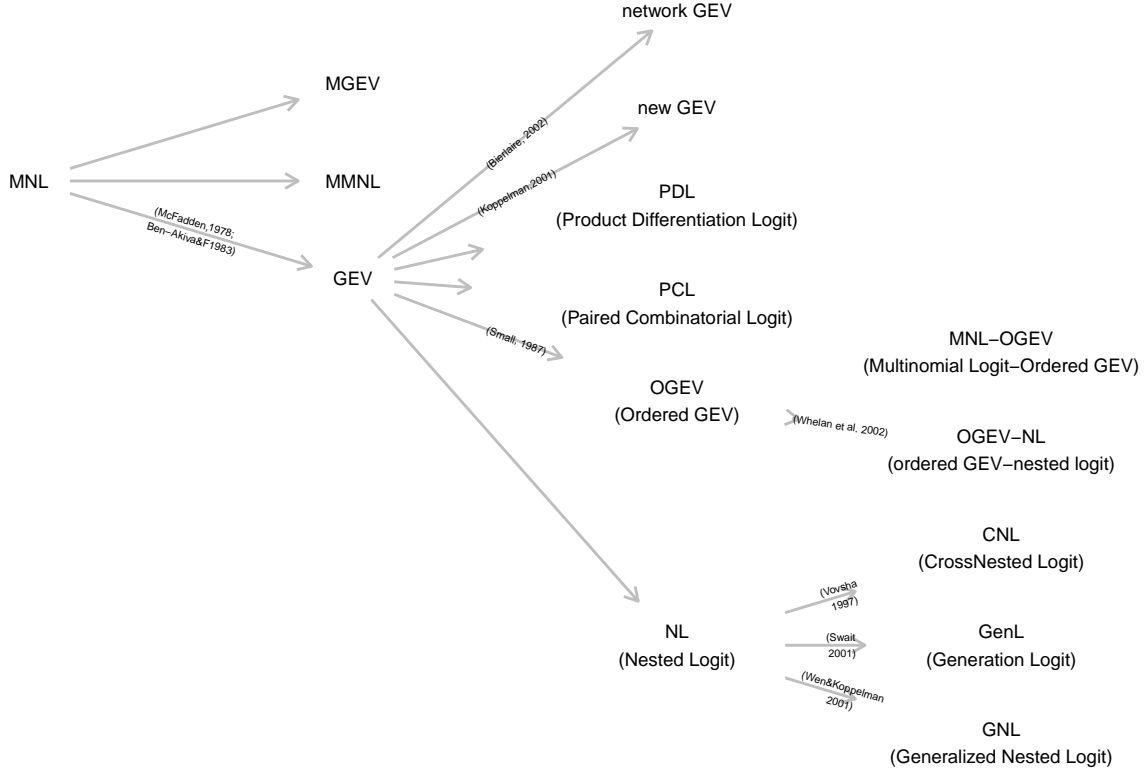 network GEV
MGEV
new GEV
(Bierlaire, 2002)
MNL
MMNL
(Koppelman,2001)
PDL
(Product Differentiation Logit)
(McFadden,1978;
Ben−Akiva&F1983)
GEV
PCL
(Paired Combinatorial Logit)
(Small, 1987)
MNL−OGEV
(Multinomial Logit−Ordered GEV)
OGEV
(Ordered GEV)
(Whelan et al. 2002)
OGEV−NL
(ordered GEV−nested logit)
CNL
(CrossNested Logit)
(Vovsha
1997)
NL
(Nested Logit)
(Swait
2001)
GenL
(Generation Logit)
(Wen&Koppelman
2001)
GNL
(Generalized Nested Logit)